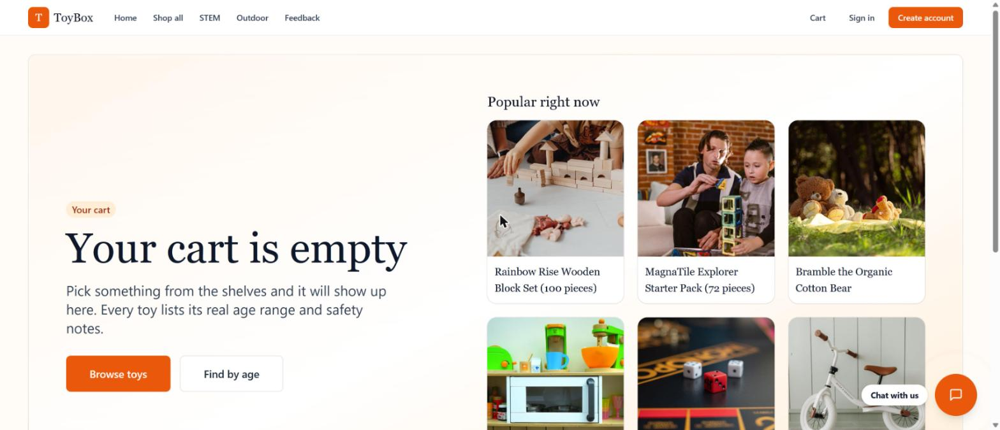 T ToyBox Home Shop all STEM Outdoor Feedback Cart Sign in Create account
Your cart
Your cart is empty
Pick something from the shelves and it will show up
here. Every toy lists its real age range and safety
notes.
Browse toys Find by age
Popular right now
Rainbow Rise Wooden
Block Set (100 pieces)
MagnaTile Explorer
Starter Pack (72 pieces)
Bramble the Organic
Cotton Bear
Chat with us